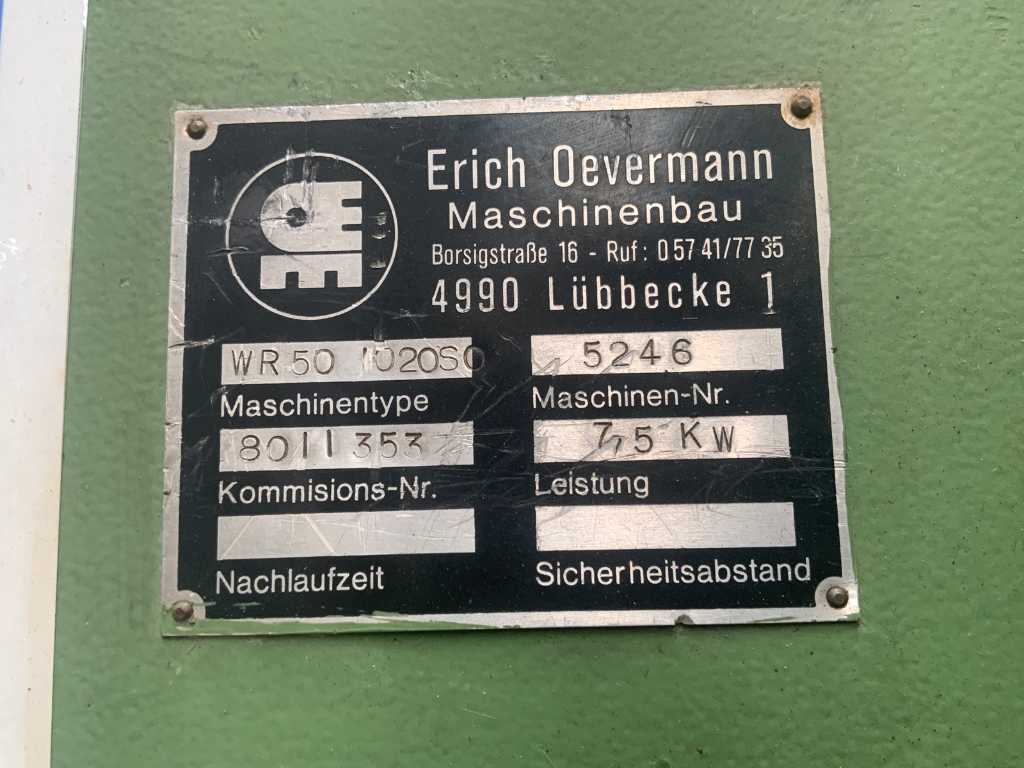 Erich Oevermann
Maschinenbau
Borsigstraße 16 - Ruf: 0 57 41/77 35
4990 Lübbecke 1
WR 50 1020SO
5246
Maschinentype
Maschinen-Nr.
8011 353
7,5 KW
Kommisions-Nr.
Leistung
Nachlaufzeit
Sicherheitsabstand